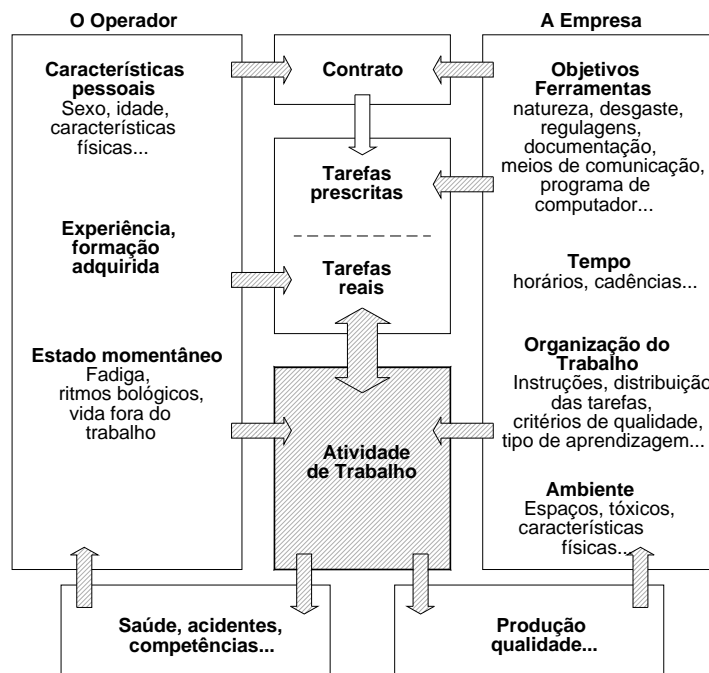 O Operador
A Empresa
Características
pessoais
Sexo, idade,
características
físicas...
Experiência,
formação
adquirida
Estado momentâneo
Fadiga,
ritmos bológicos,
vida fora do
trabalho
Contrato
Tarefas
prescritas
Tarefas
reais
Atividade
de Trabalho
Objetivos
Ferramentas
natureza, desgaste,
regulagens,
documentação,
meios de comunicação,
programa de
computador...
Tempo
horários, cadências...
Organização do
Trabalho
Instruções, distribuição
das tarefas,
critérios de qualidade,
tipo de aprendizagem...
Ambiente
Espaços, tóxicos,
características
físicas...
Saúde, acidentes,
competências...
Produção
qualidade...